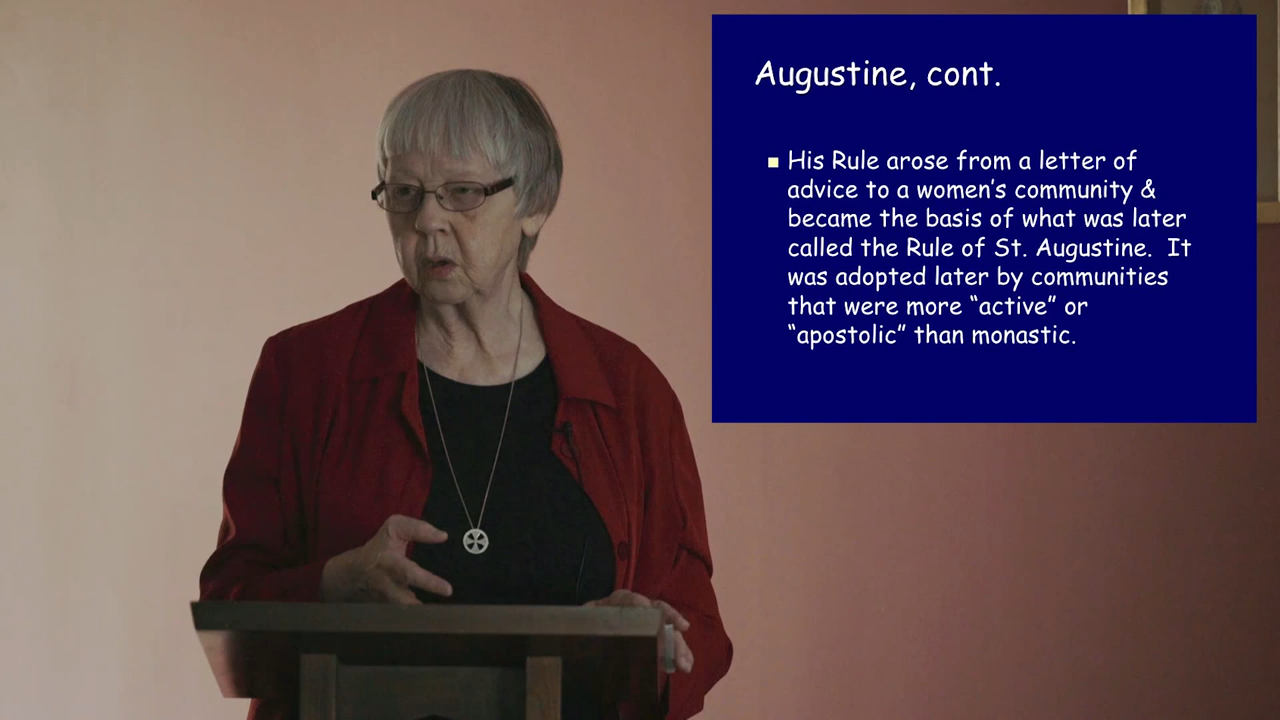 Augustine, cont.
▪ His Rule arose from a letter of
advice to a women’s community &
became the basis of what was later
called the Rule of St. Augustine.  It
was adopted later by communities
that were more “active” or
“apostolic” than monastic.